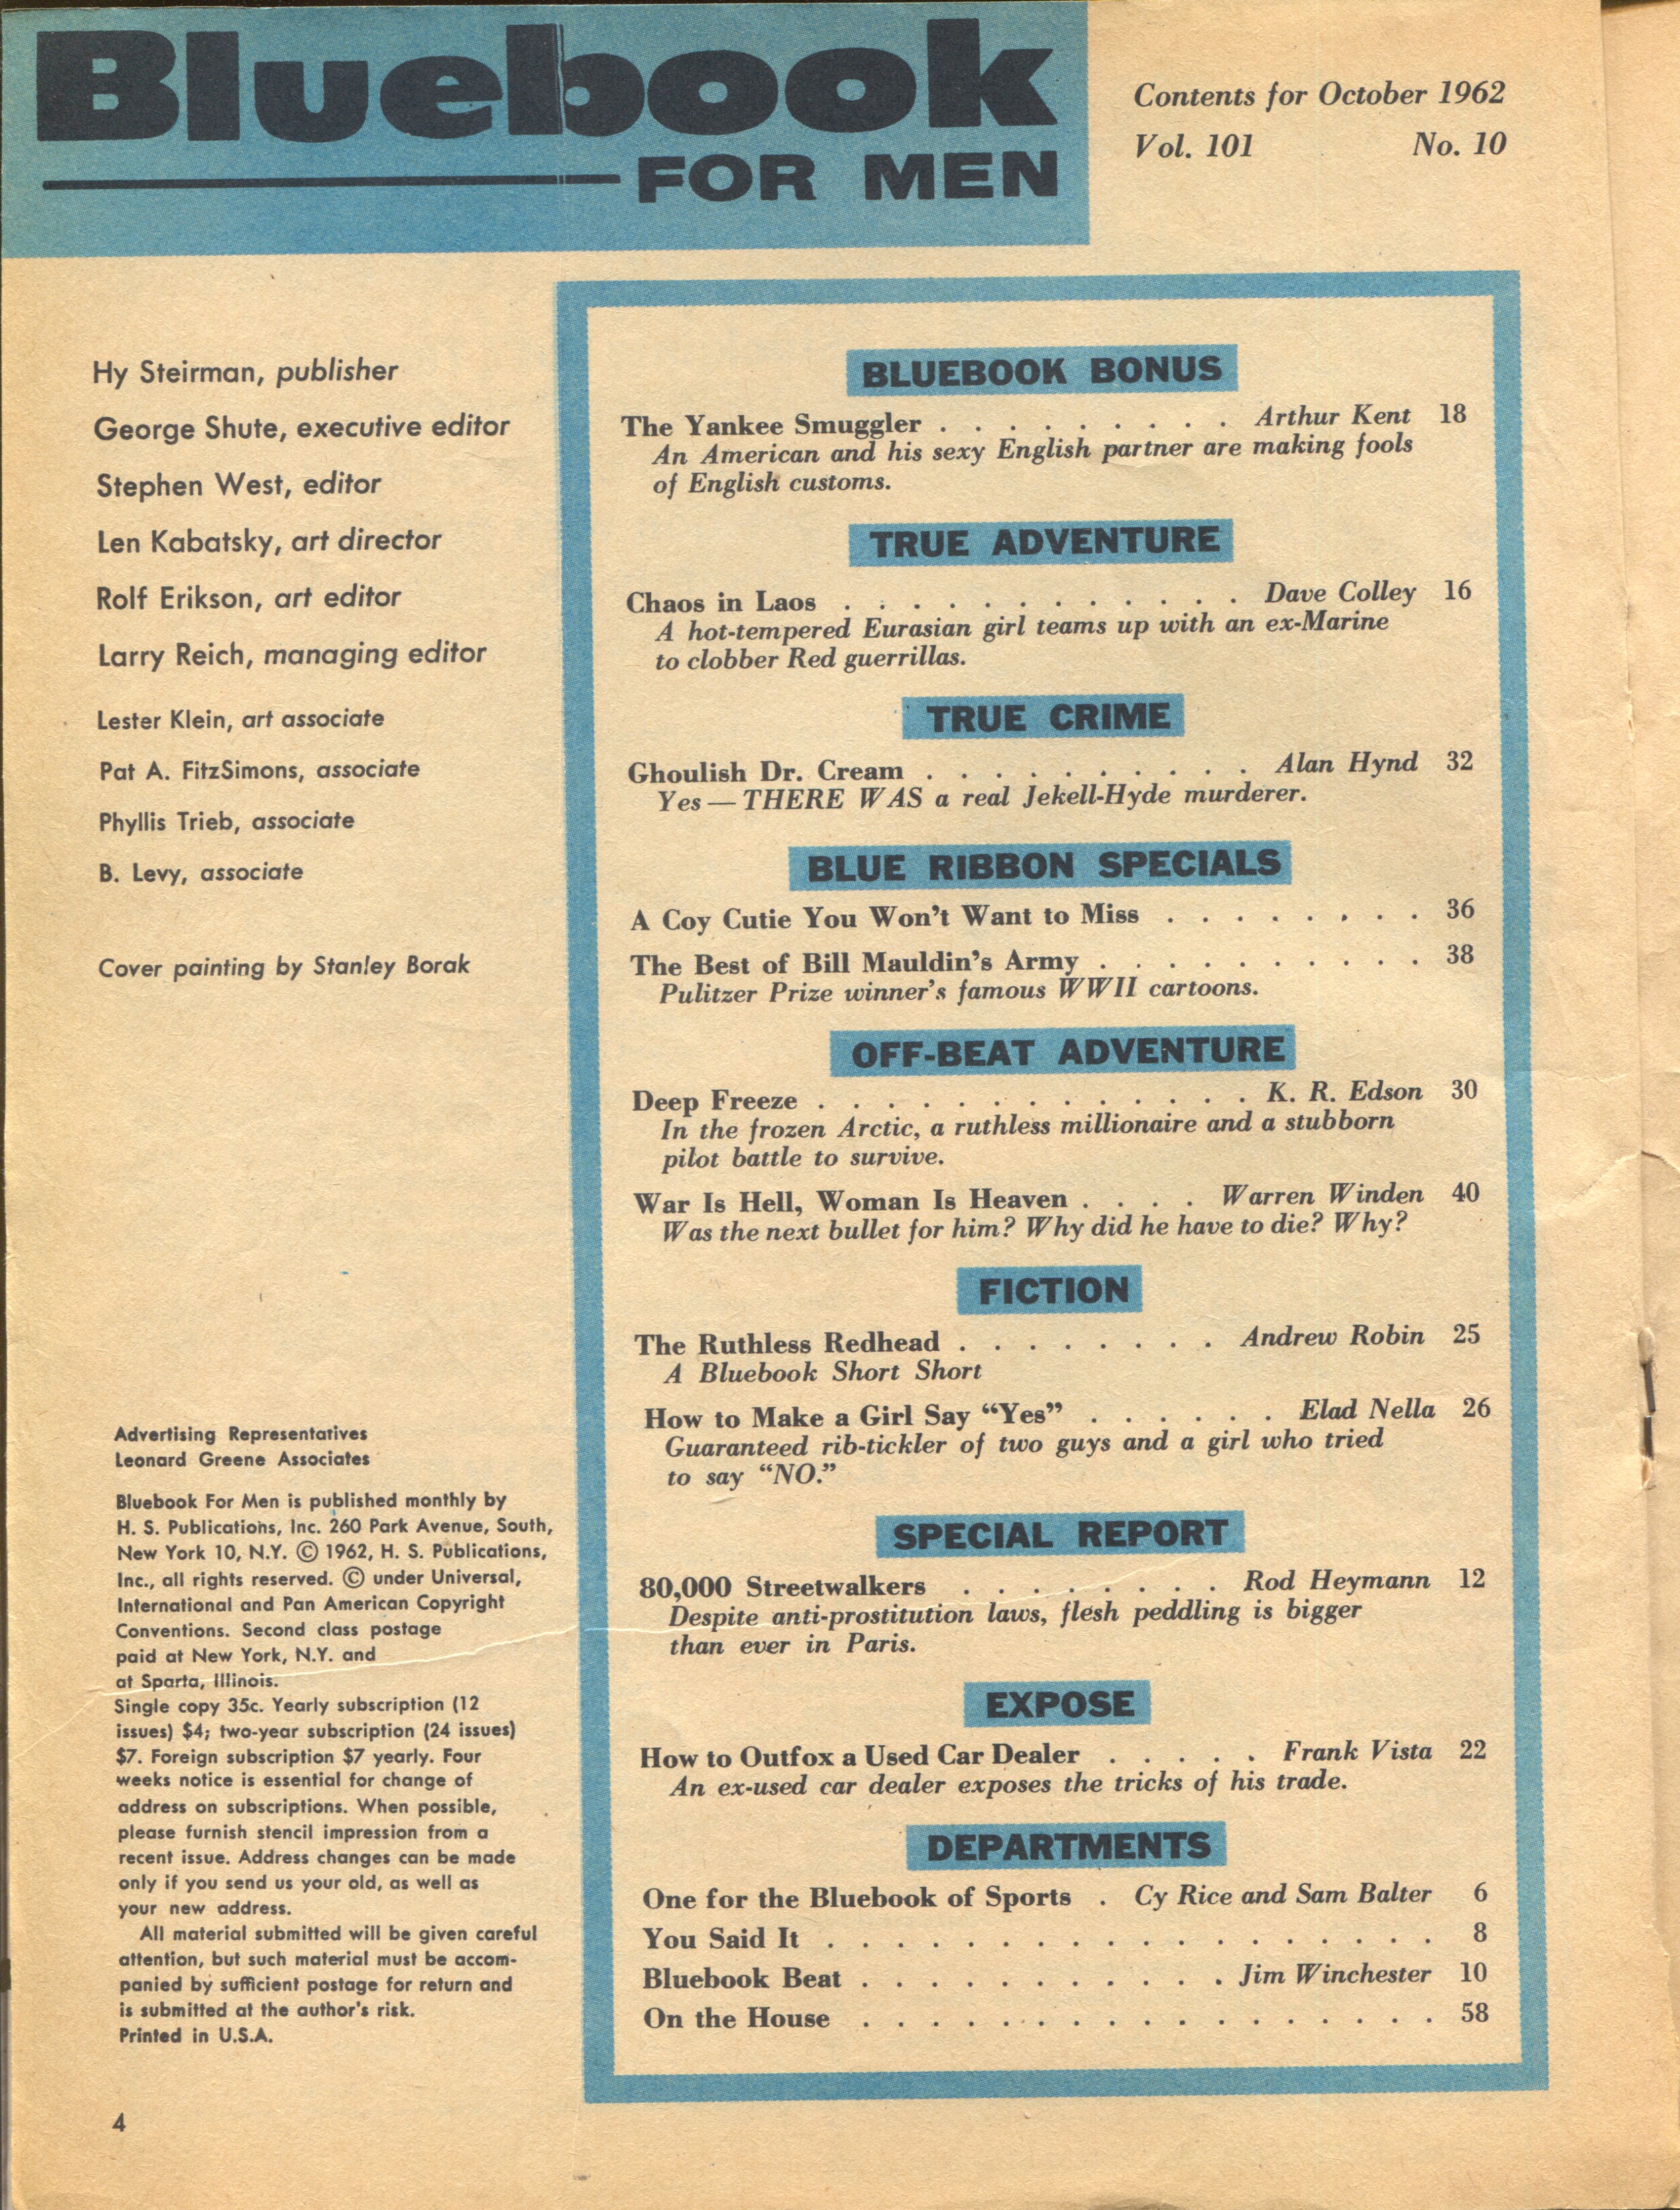 Bluebook
FOR MEN
Contents for October 1962
Vol. 101 No. 10
Hy Steirman, publisher
George Shute, executive editor
Stephen West, editor
Len Kabatsky, art director
Rolf Erikson, art editor
Larry Reich, managing editor
Lester Klein, art associate
Pat A. FitzSimons, associate
Phyllis Trieb, associate
B. Levy, associate
Cover painting by Stanley Borak
Advertising Representatives
Leonard Greene Associates
Bluebook For Men is published monthly by
H. S. Publications, Inc. 260 Park Avenue, South,
New York 10, N.Y. © 1962, H. S. Publications,
Inc., all rights reserved. © under Universal,
International and Pan American Copyright
Conventions. Second class postage
paid at New York, N.Y. and
at Sparta, Illinois.
Single copy 35c. Yearly subscription (12
issues) $4; two-year subscription (24 issues)
$7. Foreign subscription $7 yearly. Four
weeks notice is essential for change of
address on subscriptions. When possible,
please furnish stencil impression from a
recent issue. Address changes can be made
only if you send us your old, as well as
your new address.
All material submitted will be given careful
attention, but such material must be accom-
panied by sufficient postage for return and
is submitted at the author's risk.
Printed in U.S.A.
4
BLUEBOOK BONUS
The Yankee Smuggler . . . . . . . . . Arthur Kent 18
An American and his sexy English partner are making fools
of English customs.
TRUE ADVENTURE
Chaos in Laos . . . . . . . . . . . . Dave Colley 16
A hot-tempered Eurasian girl teams up with an ex-Marine
to clobber Red guerrillas.
TRUE CRIME
Ghoulish Dr. Cream . . . . . . . . . . Alan Hynd 32
Yes — THERE WAS a real Jekell-Hyde murderer.
BLUE RIBBON SPECIALS
A Coy Cutie You Won't Want to Miss . . . . . . . . 36
The Best of Bill Mauldin's Army . . . . . . . . . . 38
Pulitzer Prize winner's famous WWII cartoons.
OFF-BEAT ADVENTURE
Deep Freeze . . . . . . . . . . . . . K. R. Edson 30
In the frozen Arctic, a ruthless millionaire and a stubborn
pilot battle to survive.
War Is Hell, Woman Is Heaven . . . . Warren Winden 40
Was the next bullet for him? Why did he have to die? Why?
FICTION
The Ruthless Redhead . . . . . . . . Andrew Robin 25
A Bluebook Short Short
How to Make a Girl Say “Yes” . . . . . . Elad Nella 26
Guaranteed rib-tickler of two guys and a girl who tried
to say “NO.”
SPECIAL REPORT
80,000 Streetwalkers . . . . . . . . Rod Heymann 12
Despite anti-prostitution laws, flesh peddling is bigger
than ever in Paris.
EXPOSE
How to Outfox a Used Car Dealer . . . . . Frank Vista 22
An ex-used car dealer exposes the tricks of his trade.
DEPARTMENTS
One for the Bluebook of Sports . Cy Rice and Sam Balter 6
You Said It . . . . . . . . . . . . . . . . . . 8
Bluebook Beat . . . . . . . . . . . Jim Winchester 10
On the House . . . . . . . . . . . . . . . . . 58